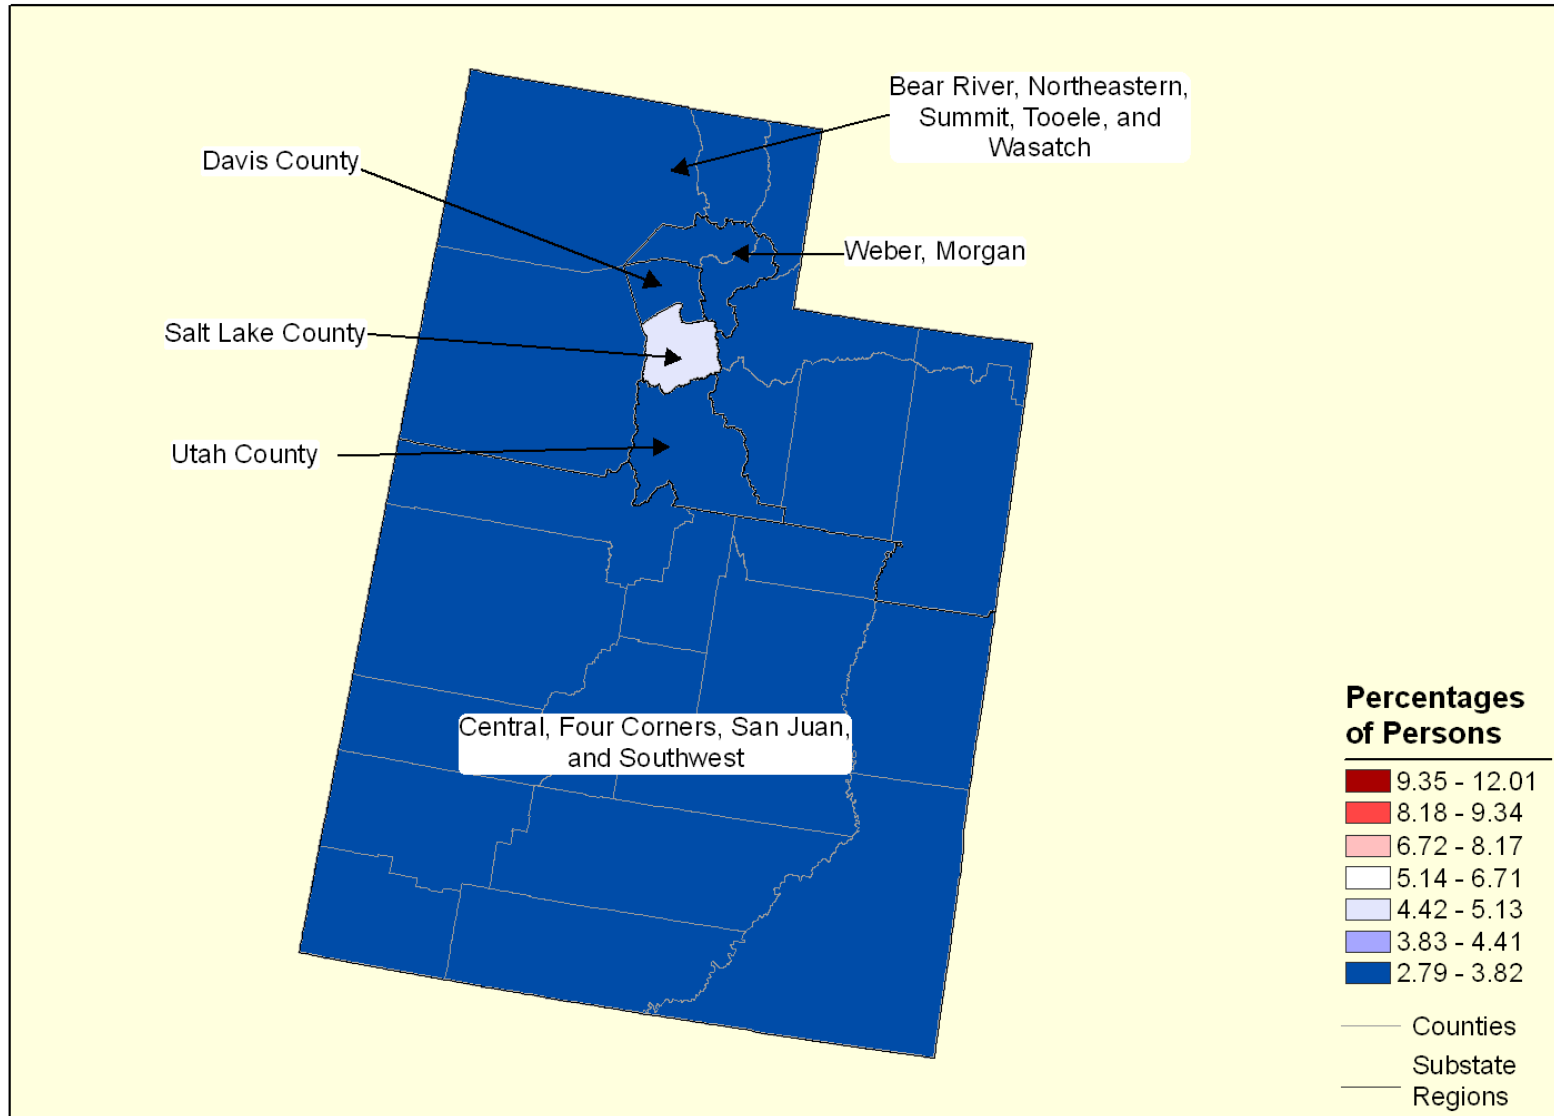 Bear River, Northeastern,
Summit, Tooele, and
Wasatch
Davis County
Weber, Morgan
Salt Lake County
Utah County
Central, Four Corners, San Juan,
and Southwest
Percentages
of Persons
9.35 - 12.01
8.18 - 9.34
6.72 - 8.17
5.14 - 6.71
4.42 - 5.13
3.83 - 4.41
2.79 - 3.82
Counties
Substate
Regions